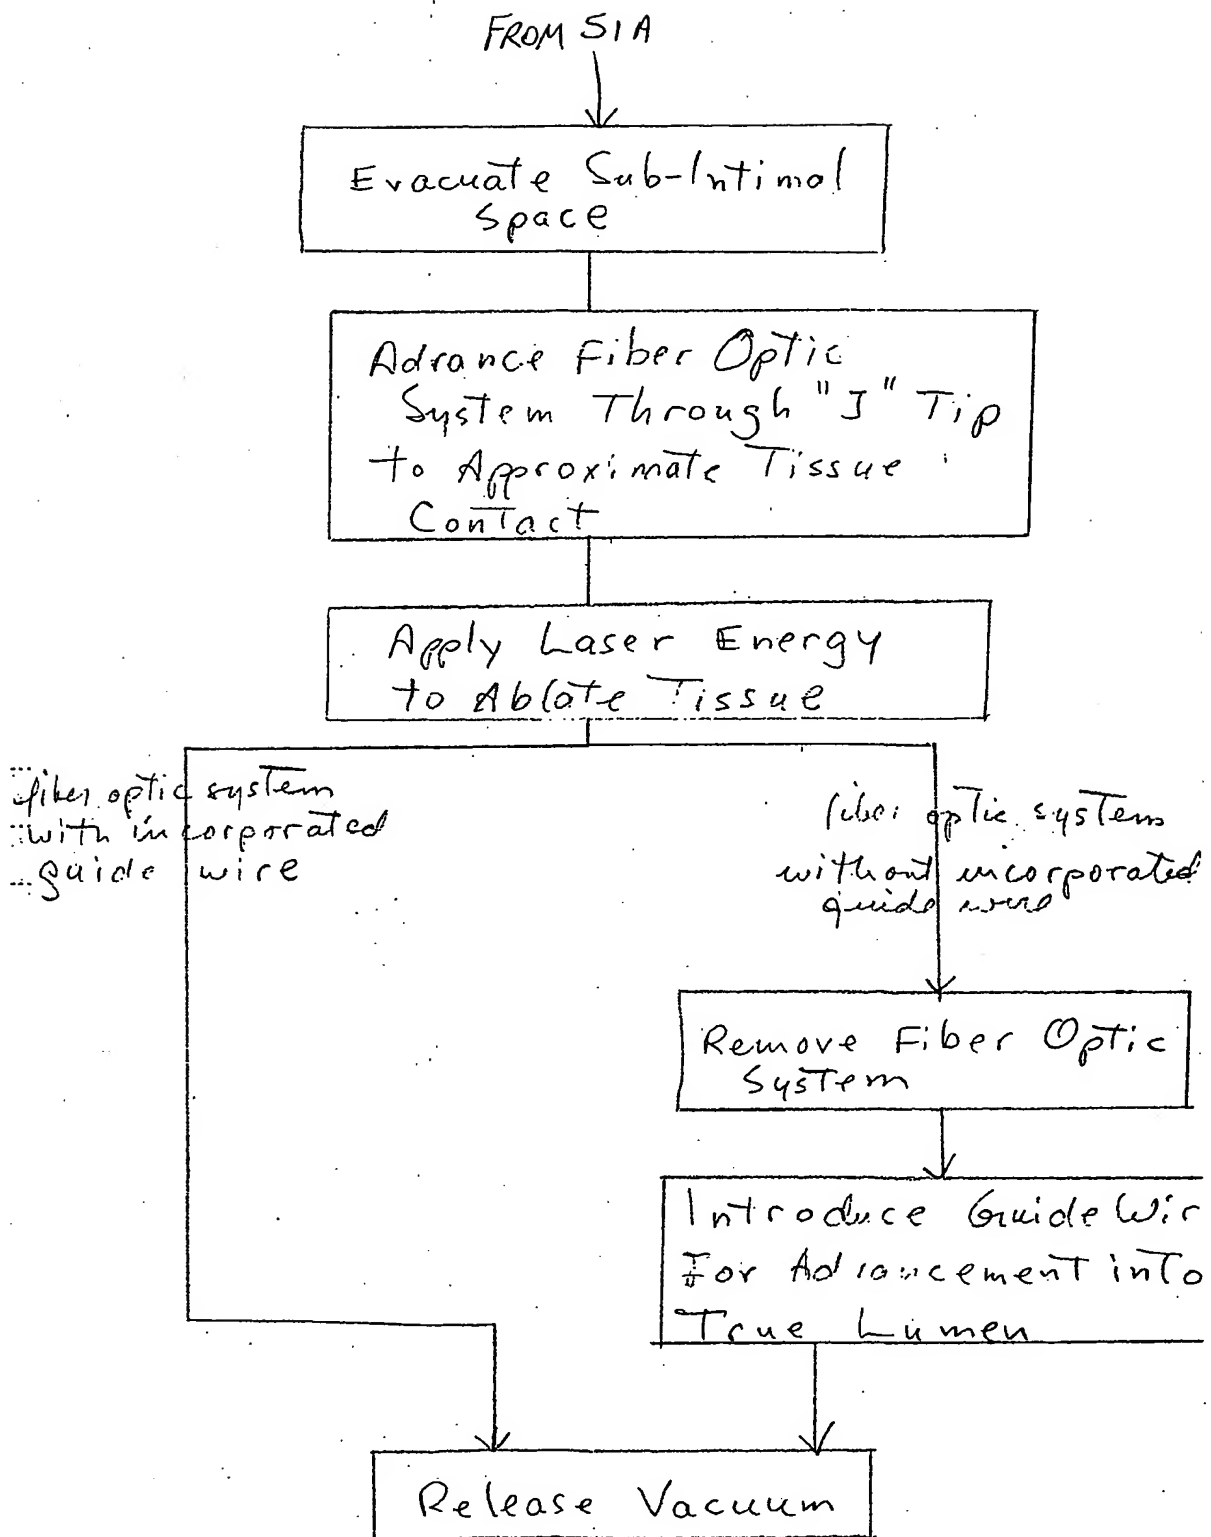 FROM 51A
Evacuate Sub-Intimal
Space
Advance Fiber Optic
System Through "J" Tip
to Approximate Tissue
Contact
Apply Laser Energy
to Ablate Tissue
fiber optic system
with incorporated
guide wire
fiber optic system
without incorporated
guide wire
Remove Fiber Optic
System
Introduce Guide Wir
For Advancement into
True Lumen
Release Vacuum